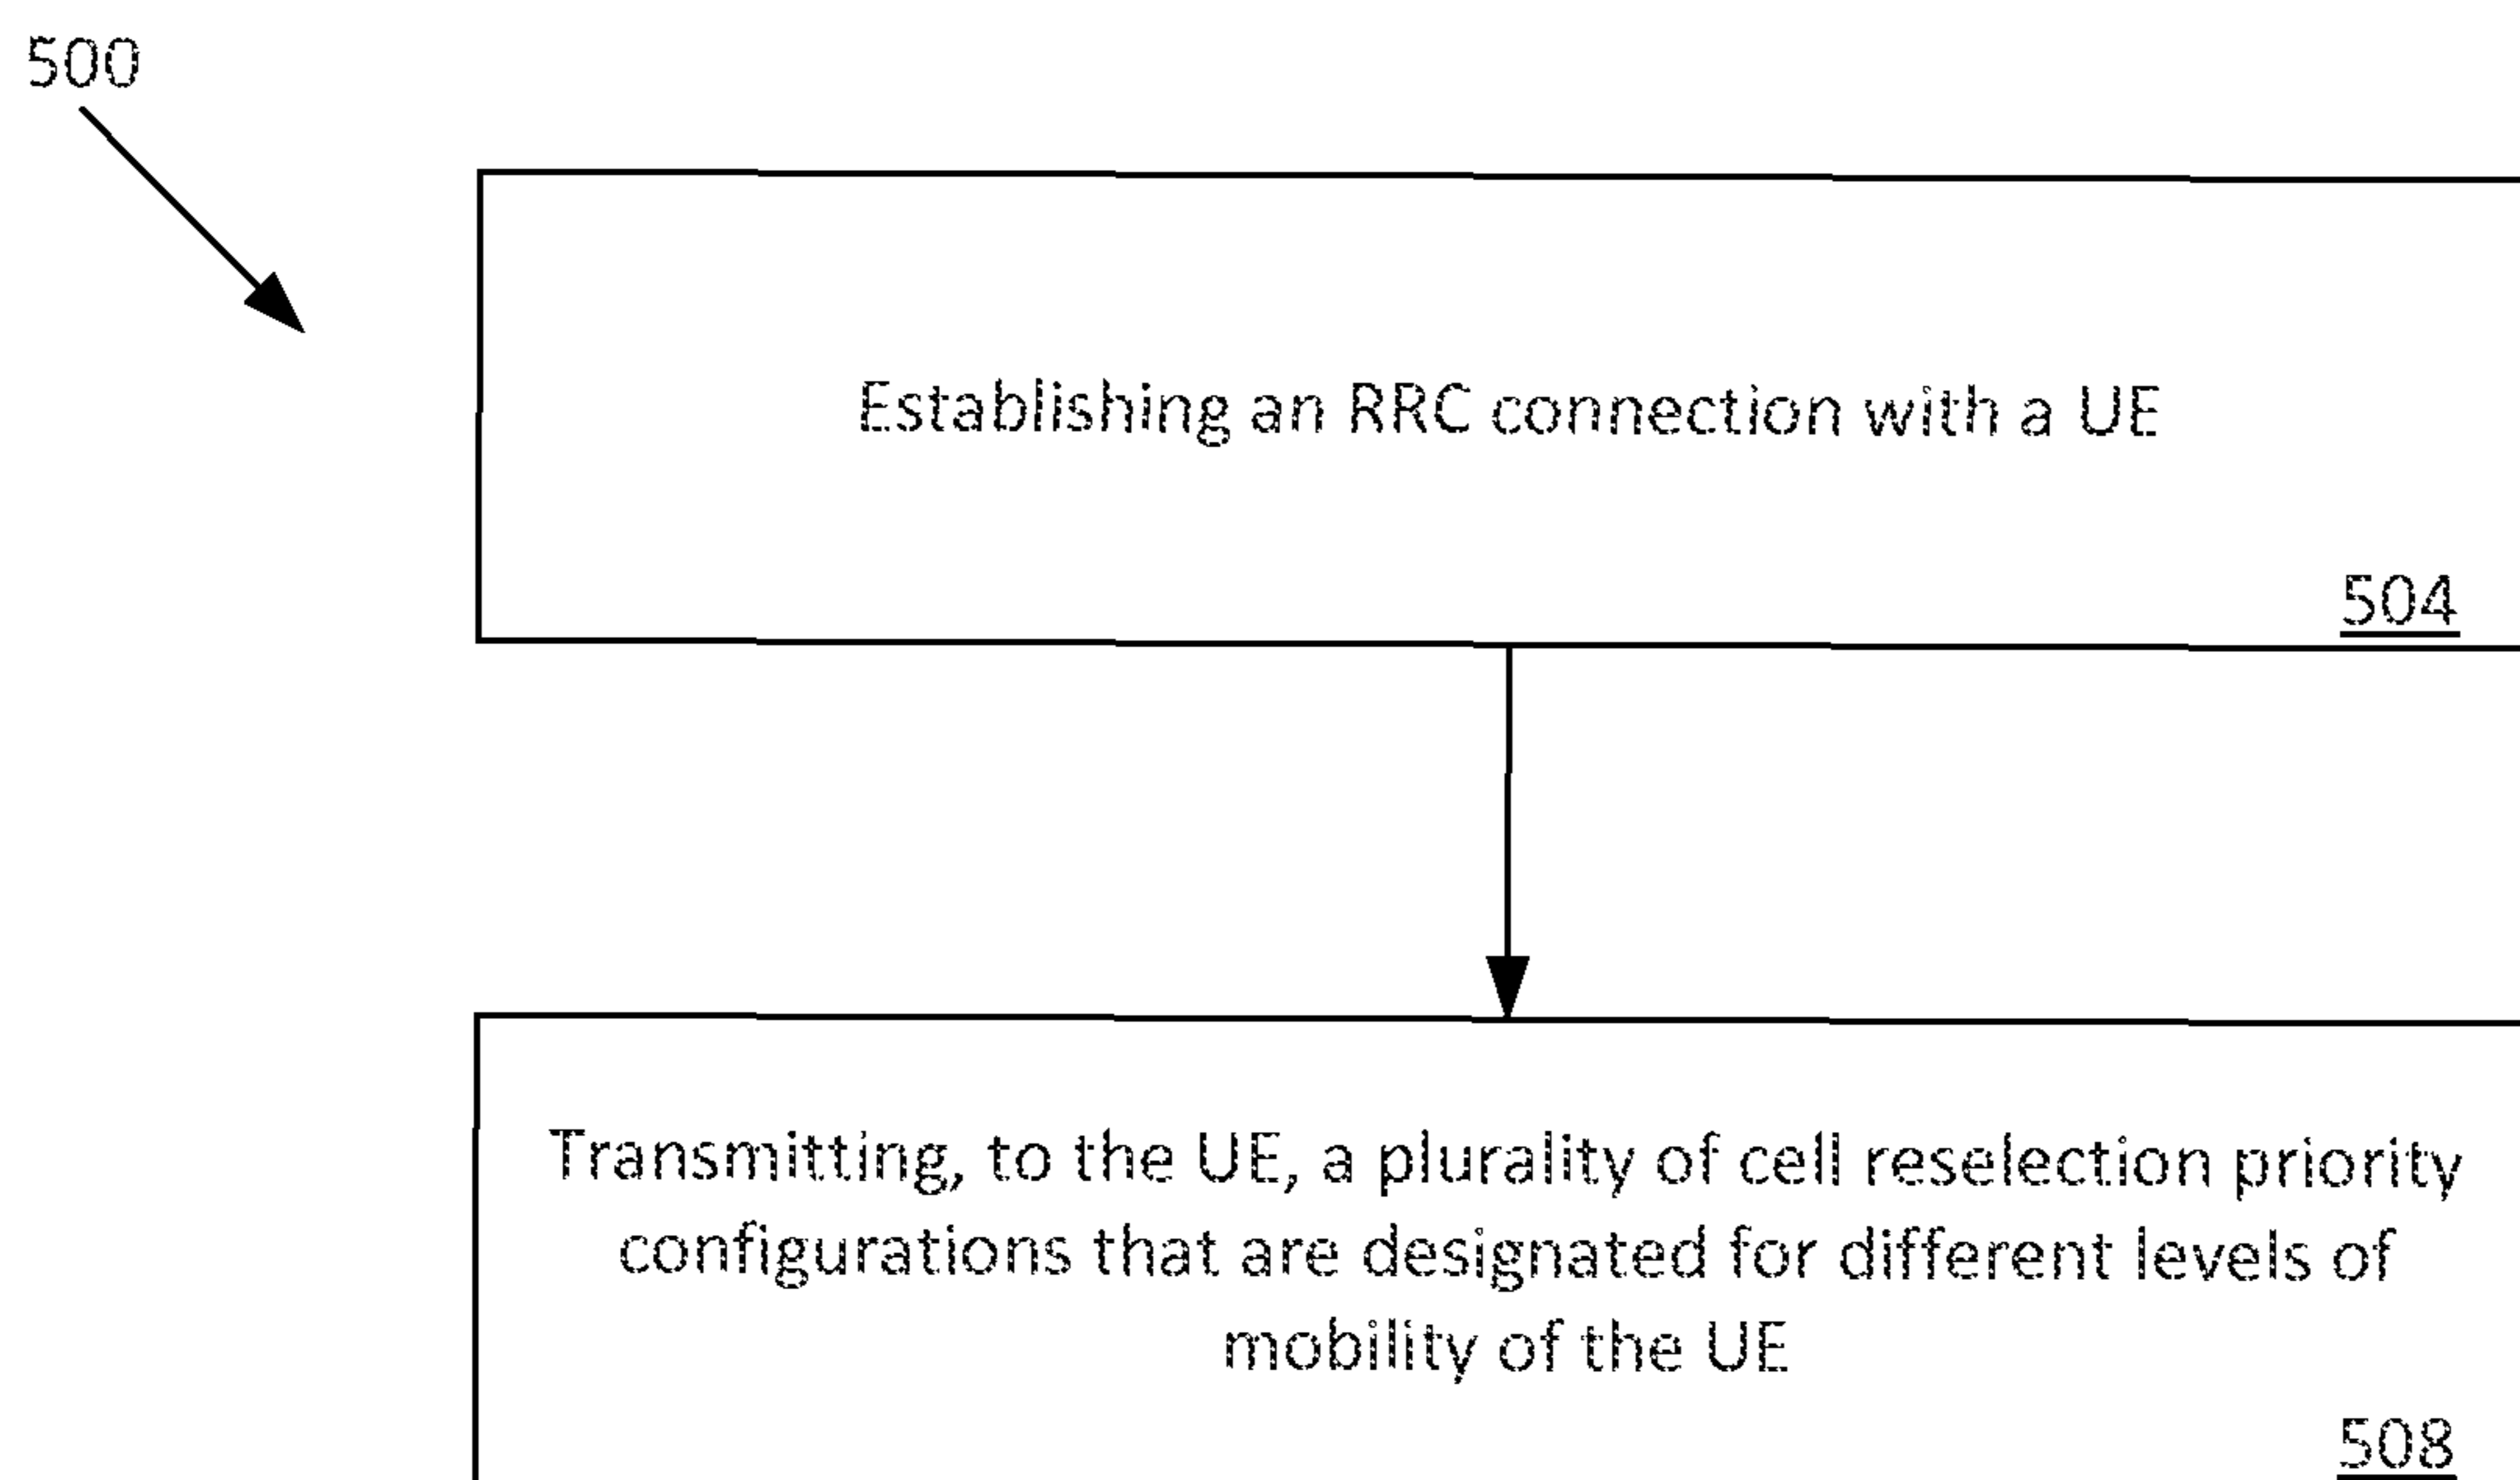 500
Establishing an RRC connection with a UE
504
Transmitting, to the UE, a plurality of cell reselection priority
configurations that are designated for different levels of
mobility of the UE
508